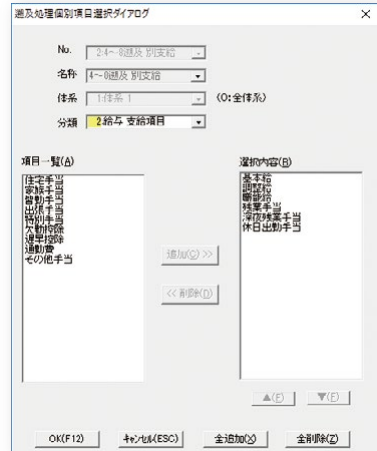 遡及処理個別項目選択ダイアログ
No. 2:4～8遡及 別支給
名称 4～8遡及 別支給
体系 1:体系 1 (0:全体系)
分類 2:給与 支給項目
項目一覧(A)
住宅手当
家族手当
皆勤手当
出張手当
特別手当
欠勤控除
遅早控除
通勤費
その他手当
追加(C) >>
<< 削除(D)
選択内容(B)
基本給
調整給
職能給
残業手当
深夜残業手当
休日出勤手当
▲(E) ▼(F)
OK(F12) ｷｬﾝｾﾙ(ESC) 全追加(X) 全削除(Z)